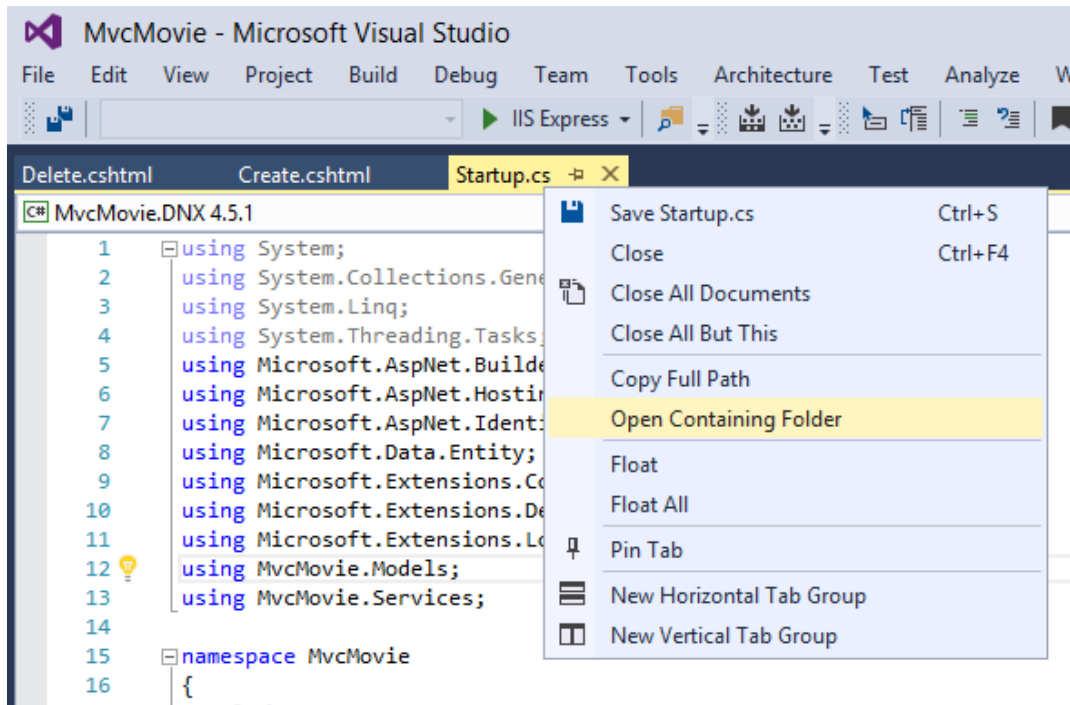 MvcMovie - Microsoft Visual Studio
File Edit View Project Build Debug Team Tools Architecture Test Analyze
IIS Express
Delete.cshtml Create.cshtml Startup.cs
C# MvcMovie.DNX 4.5.1
1 using System;
2 using System.Collections.Gene
3 using System.Linq;
4 using System.Threading.Tasks;
5 using Microsoft.AspNet.Builde
6 using Microsoft.AspNet.Hostin
7 using Microsoft.AspNet.Identi
8 using Microsoft.Data.Entity;
9 using Microsoft.Extensions.Co
10 using Microsoft.Extensions.De
11 using Microsoft.Extensions.Lo
12 using MvcMovie.Models;
13 using MvcMovie.Services;
14
15 namespace MvcMovie
16 {
Save Startup.cs Ctrl+S
Close Ctrl+F4
Close All Documents
Close All But This
Copy Full Path
Open Containing Folder
Float
Float All
Pin Tab
New Horizontal Tab Group
New Vertical Tab Group